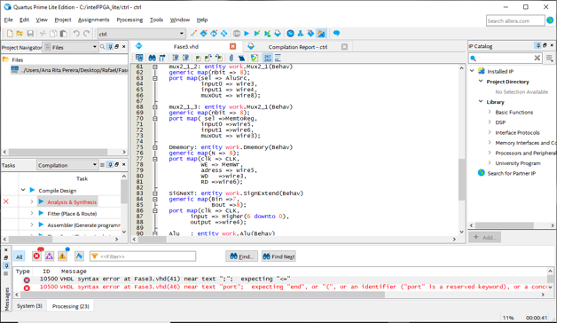 Quartus Prime Lite Edition - C:/intelFPGA_lite/ctrl - ctrl
File Edit View Project Assignments Processing Tools Window Help
Search altera.com
ctrl
Project Navigator Files
Files
../Users/Ana Rita Pereira/Desktop/Rafael/Fas
Tasks Compilation
Task
Compile Design
Analysis & Synthesis
Fitter (Place & Route)
Assembler (Generate programm
Fase3.vhd
Compilation Report - ctrl
61 mux2_1_2: entity work.Mux2_1(Behav)
62 generic map(nbit => 8)
63 port map(sel => AluSrc,
64 input0 => wire3,
65 input1 => wire4,
66 muxOut => wire8);
67
68 mux2_1_3: entity work.Mux2_1(Behav)
69 generic map(nbit => 8)
70 port map( sel =>MemtoReg,
71 input0 =>wire5,
72 input1 =>wire6,
73 muxOut => wire3);
74
75 Dmemory: entity work.Dmemory(Behav)
76 generic map(N => 8)
77 port map(clk => CLK,
78 WE => MemWr,
79 adress => wire5,
80 WD =>wire3,
81 RD =>wire6);
82
83 SigNEXT: entity work.SignExtend(Behav)
84 generic map(Bin =>7,
85 Bout =>8)
86 port map(clk => CLK,
87 input => Higher(6 downto 0),
88 output =>wire4);
89
90 Alu : entity work.Alu(Behav)
IP Catalog
Installed IP
Project Directory
No Selection Available
Library
Basic Functions
DSP
Interface Protocols
Memory Interfaces and Co
Processors and Peripheral
University Program
Search for Partner IP
+ Add...
All
<<Filter>>
Find...
Find Next
Type ID Message
10500 VHDL syntax error at Fase3.vhd(41) near text ";"; expecting "<="
10500 VHDL syntax error at Fase3.vhd(46) near text "port"; expecting "end", or "(", or an identifier ("port" is a reserved keyword), or a conc
Messages
System (3) Processing (23)
11% 00:00:41